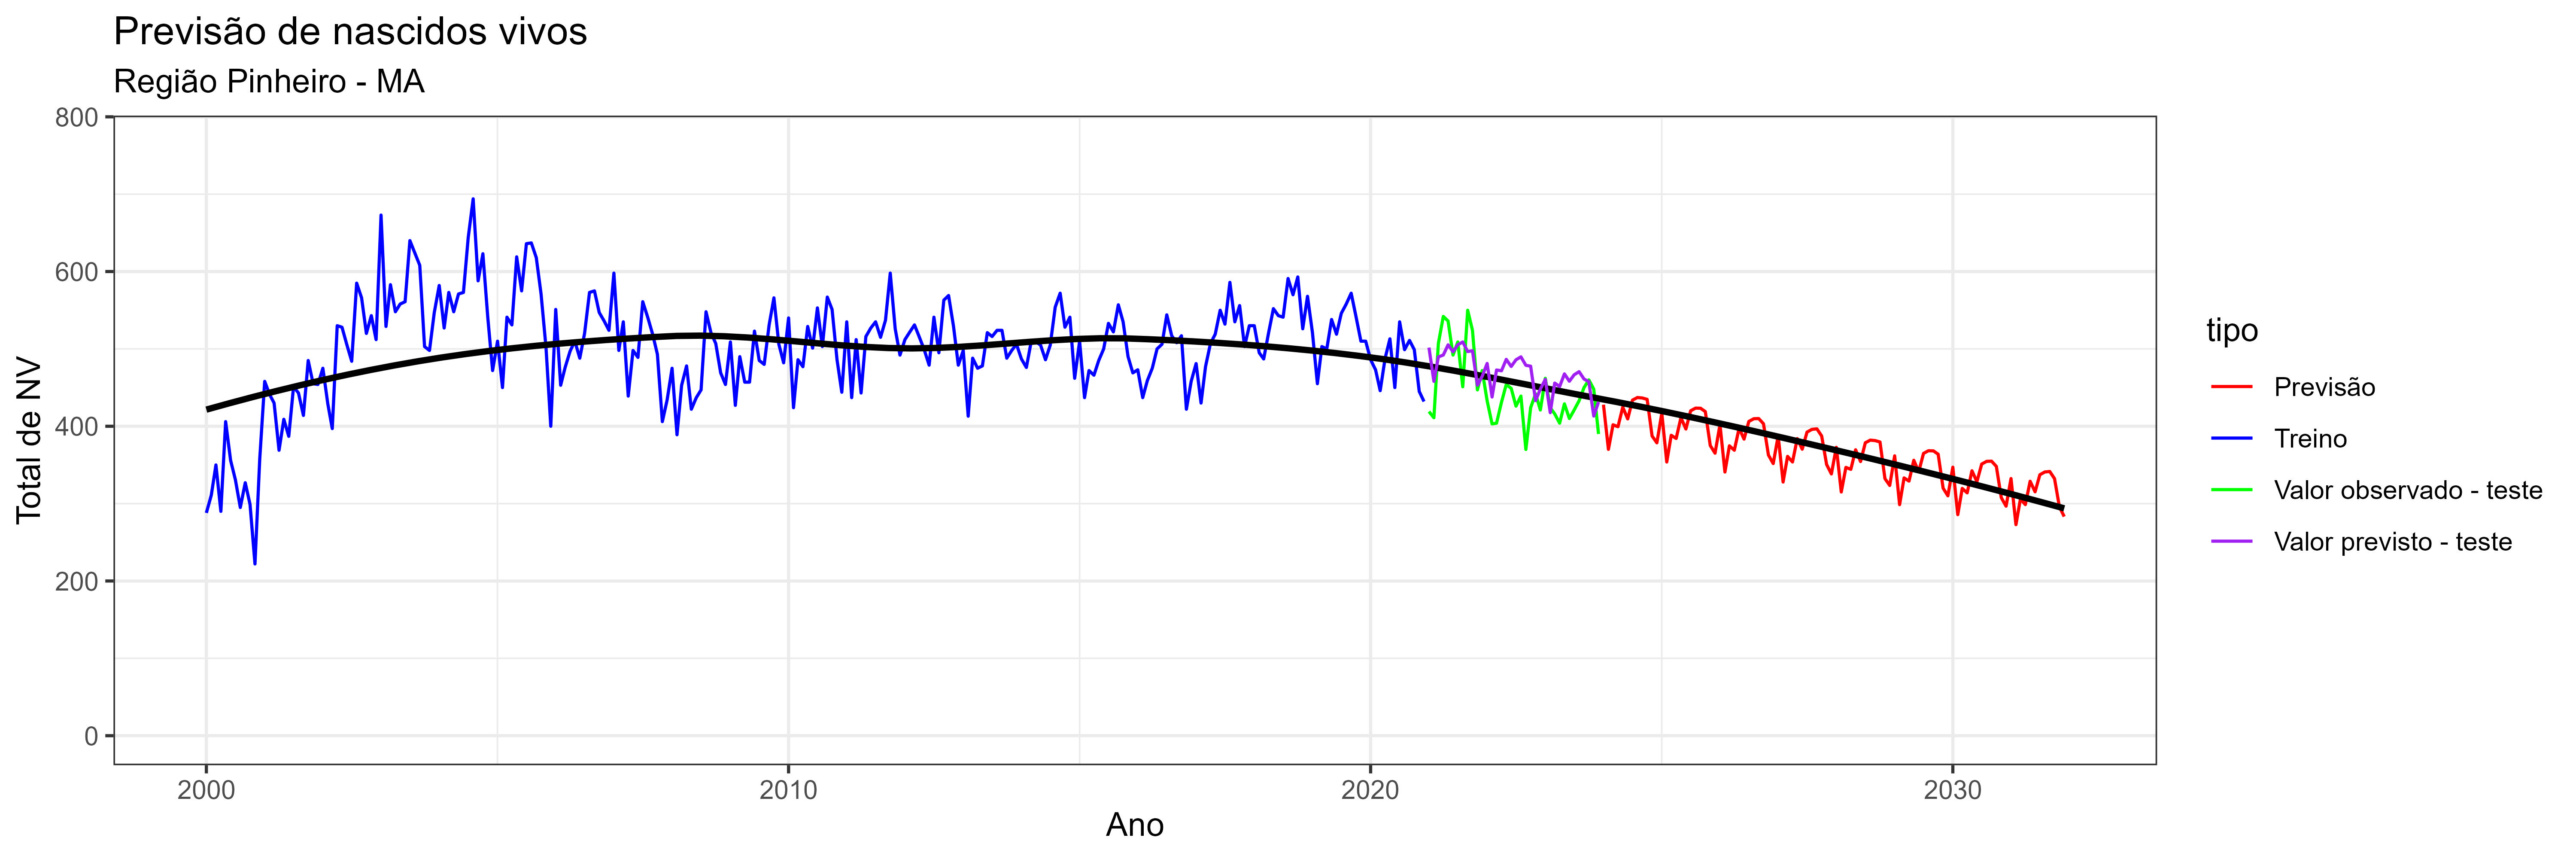 Previsão de nascidos vivos
Região Pinheiro - MA
800
600
400
200
0
Total de NV
2000
2010
2020
2030
Ano
tipo
Previsão
Treino
Valor observado - teste
Valor previsto - teste